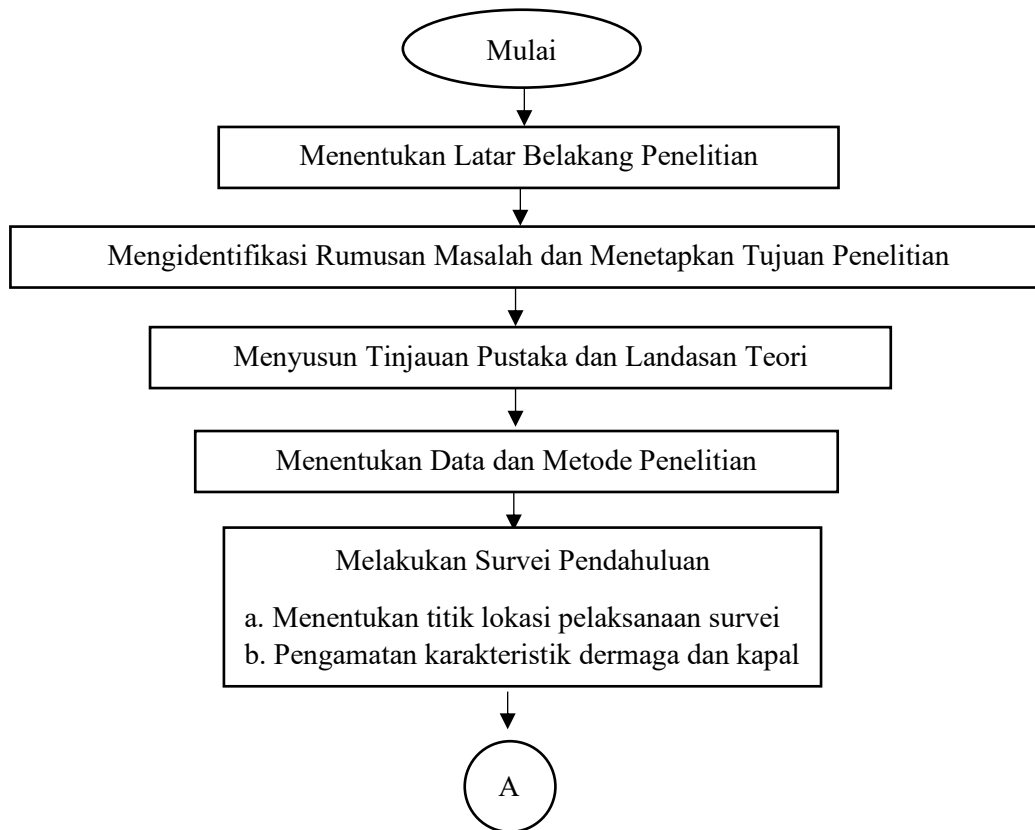 Mulai
Menentukan Latar Belakang Penelitian
Mengidentifikasi Rumusan Masalah dan Menetapkan Tujuan Penelitian
Menyusun Tinjauan Pustaka dan Landasan Teori
Menentukan Data dan Metode Penelitian
Melakukan Survei Pendahuluan
a. Menentukan titik lokasi pelaksanaan survei
b. Pengamatan karakteristik dermaga dan kapal
A